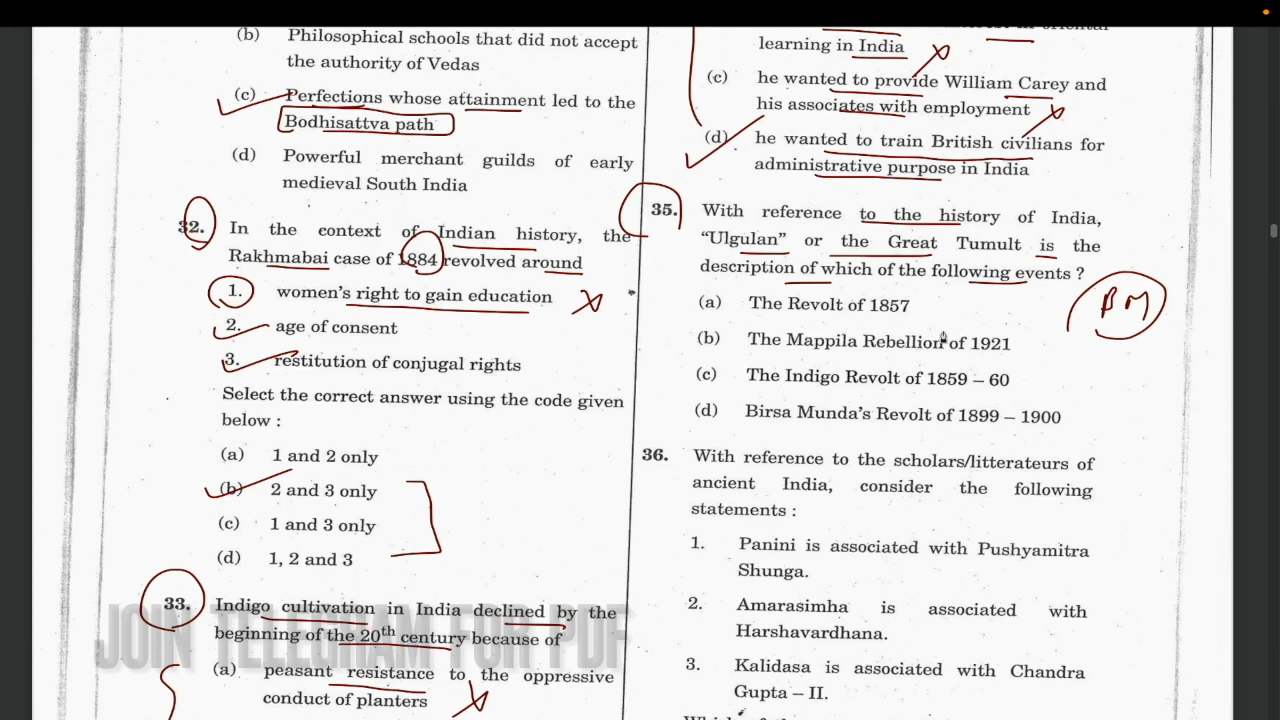 (b) Philosophical schools that did not accept
the authority of Vedas
(c) Perfections whose attainment led to the
Bodhisattva path
(d) Powerful merchant guilds of early
medieval South India
32. In the context of Indian history, the
Rakhmabai case of 1884 revolved around
1. women's right to gain education
2. age of consent
3. restitution of conjugal rights
Select the correct answer using the code given
below :
(a) 1 and 2 only
(b) 2 and 3 only
(c) 1 and 3 only
(d) 1, 2 and 3
33. Indigo cultivation in India declined by the
beginning of the 20th century because of
(a) peasant resistance to the oppressive
conduct of planters
JOIN TELEGRAM FOR PDF
learning in India
(c) he wanted to provide William Carey and
his associates with employment
(d) he wanted to train British civilians for
administrative purpose in India
35. With reference to the history of India,
"Ulgulan" or the Great Tumult is the
description of which of the following events ?
(a) The Revolt of 1857
(b) The Mappila Rebellion of 1921
(c) The Indigo Revolt of 1859 – 60
(d) Birsa Munda's Revolt of 1899 – 1900
BM
36. With reference to the scholars/litterateurs of
ancient India, consider the following
statements :
1. Panini is associated with Pushyamitra
Shunga.
2. Amarasimha is associated with
Harshavardhana.
3. Kalidasa is associated with Chandra
Gupta – II.